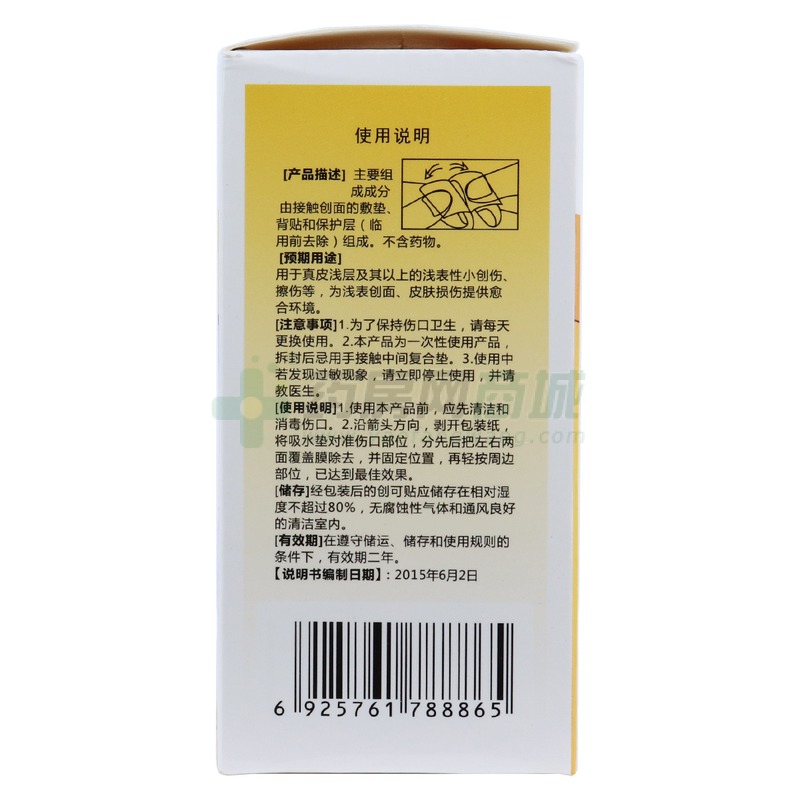 使用说明
[产品描述] 主要组
成成分
由接触创面的敷垫、
背贴和保护层(临
用前去除)组成。不含药物。
[预期用途]
用于真皮浅层及其以上的浅表性小创伤、
擦伤等，为浅表创面、皮肤损伤提供愈
合环境。
[注意事项]1.为了保持伤口卫生，请每天
更换使用。2.本产品为一次性使用产品，
拆封后忌用手接触中间复合垫。3.使用中
若发现过敏现象，请立即停止使用，并请
教医生。
[使用说明]1.使用本产品前，应先清洁和
消毒伤口。2.沿箭头方向，剥开包装纸，
将吸水垫对准伤口部位，分先后把左右两
面覆盖膜除去，并固定位置，再轻按周边
部位，已达到最佳效果。
[储存]经包装后的创可贴应储存在相对湿
度不超过80%，无腐蚀性气体和通风良好
的清洁室内。
[有效期]在遵守储运、储存和使用规则的
条件下，有效期二年。
【说明书编制日期】：2015年6月2日
6 925761 788865
药房网商城